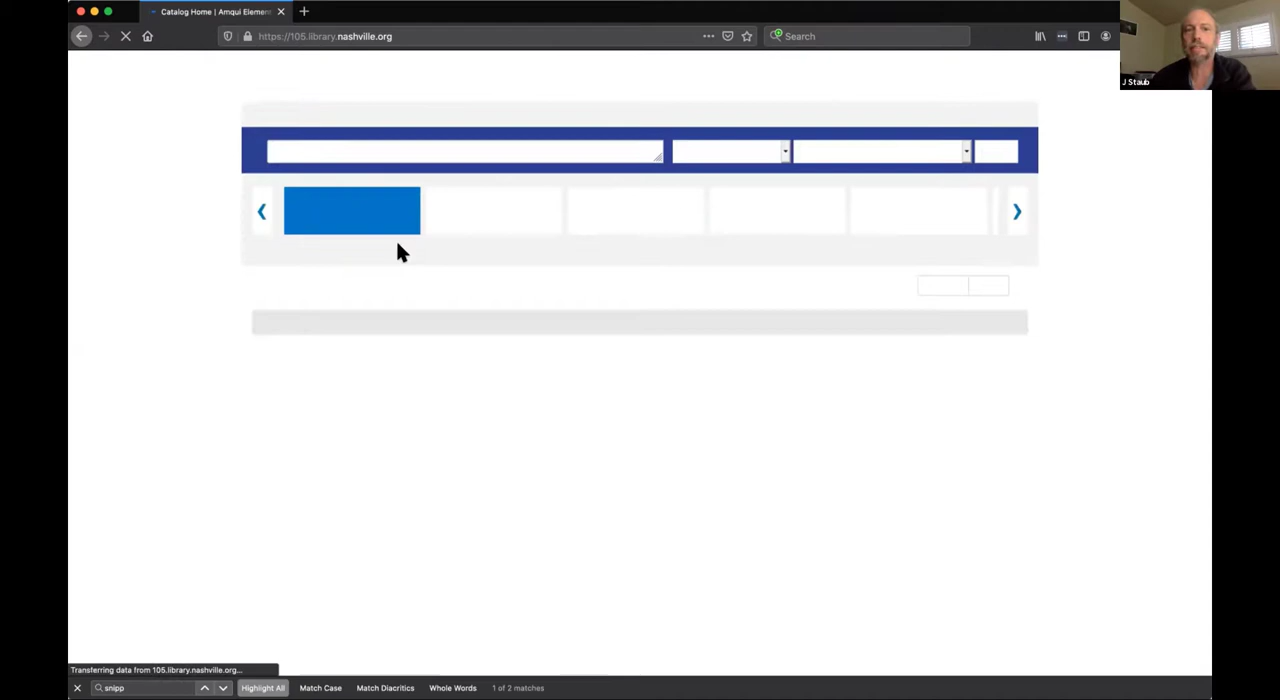 Catalog Home | Amqui Element
https://105.library.nashville.org
Search
J Staub
Transferring data from 105.library.nashville.org...
snipp
Highlight All
Match Case
Match Diacritics
Whole Words
1 of 2 matches